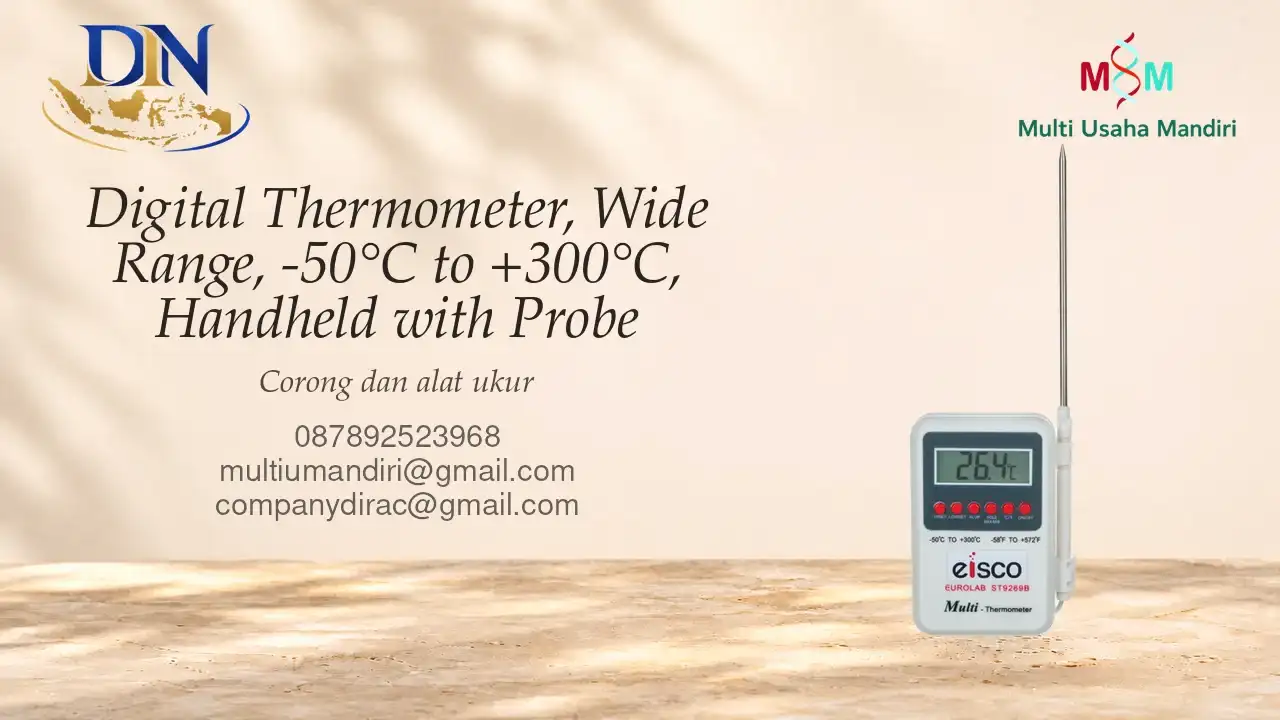 DIN
M M
Multi Usaha Mandiri
Digital Thermometer, Wide
Range, -50°C to +300°C,
Handheld with Probe
Corong dan alat ukur
087892523968
multiumandiri@gmail.com
companydirac@gmail.com
26.4°C
-50°C TO +300°C -58°F TO +572°F
eisco
EUROLAB ST9269B
Multi - Thermometer